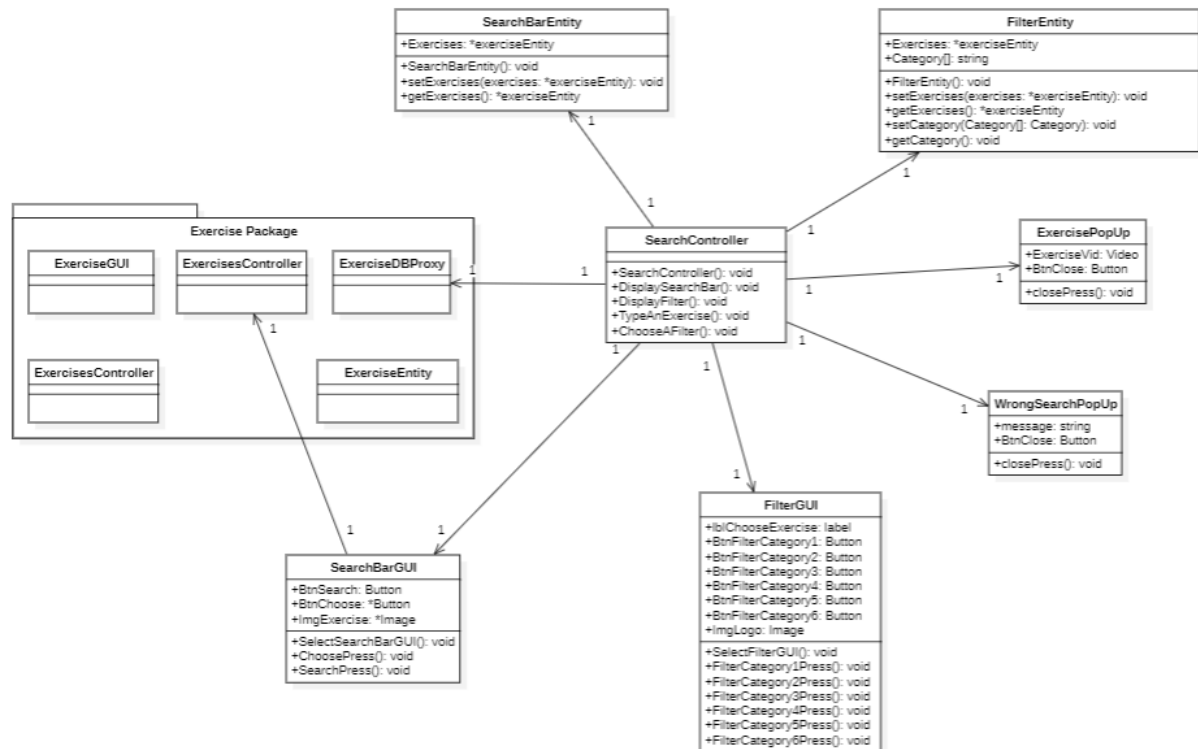 SearchBarEntity
+Exercises: *exerciseEntity
+SearchBarEntity(): void
+setExercises(exercises: *exerciseEntity): void
+getExercises(): *exerciseEntity
FilterEntity
+Exercises: *exerciseEntity
+Category[]: string
+FilterEntity(): void
+setExercises(exercises: *exerciseEntity): void
+getExercises(): *exerciseEntity
+setCategory(Category[]: Category): void
+getCategory(): void
1
1
1
1
Exercise Package
ExerciseGUI
ExercisesController
ExerciseDBProxy
ExercisesController
ExerciseEntity
SearchController
+SearchController(): void
+DisplaySearchBar(): void
+DisplayFilter(): void
+TypeAnExercise(): void
+ChooseAFilter(): void
ExercisePopUp
+ExerciseVid: Video
+BtnClose: Button
+closePress(): void
1
1
1
1
1
1
1
1
1
WrongSearchPopUp
+message: string
+BtnClose: Button
+closePress(): void
1
1
1
1
SearchBarGUI
+BtnSearch: Button
+BtnChoose: *Button
+ImgExercise: *Image
+SelectSearchBarGUI(): void
+ChoosePress(): void
+SearchPress(): void
FilterGUI
+lblChooseExercise: label
+BtnFilterCategory1: Button
+BtnFilterCategory2: Button
+BtnFilterCategory3: Button
+BtnFilterCategory4: Button
+BtnFilterCategory5: Button
+BtnFilterCategory6: Button
+ImgLogo: Image
+SelectFilterGUI(): void
+FilterCategory1Press(): void
+FilterCategory2Press(): void
+FilterCategory3Press(): void
+FilterCategory4Press(): void
+FilterCategory5Press(): void
+FilterCategory6Press(): void